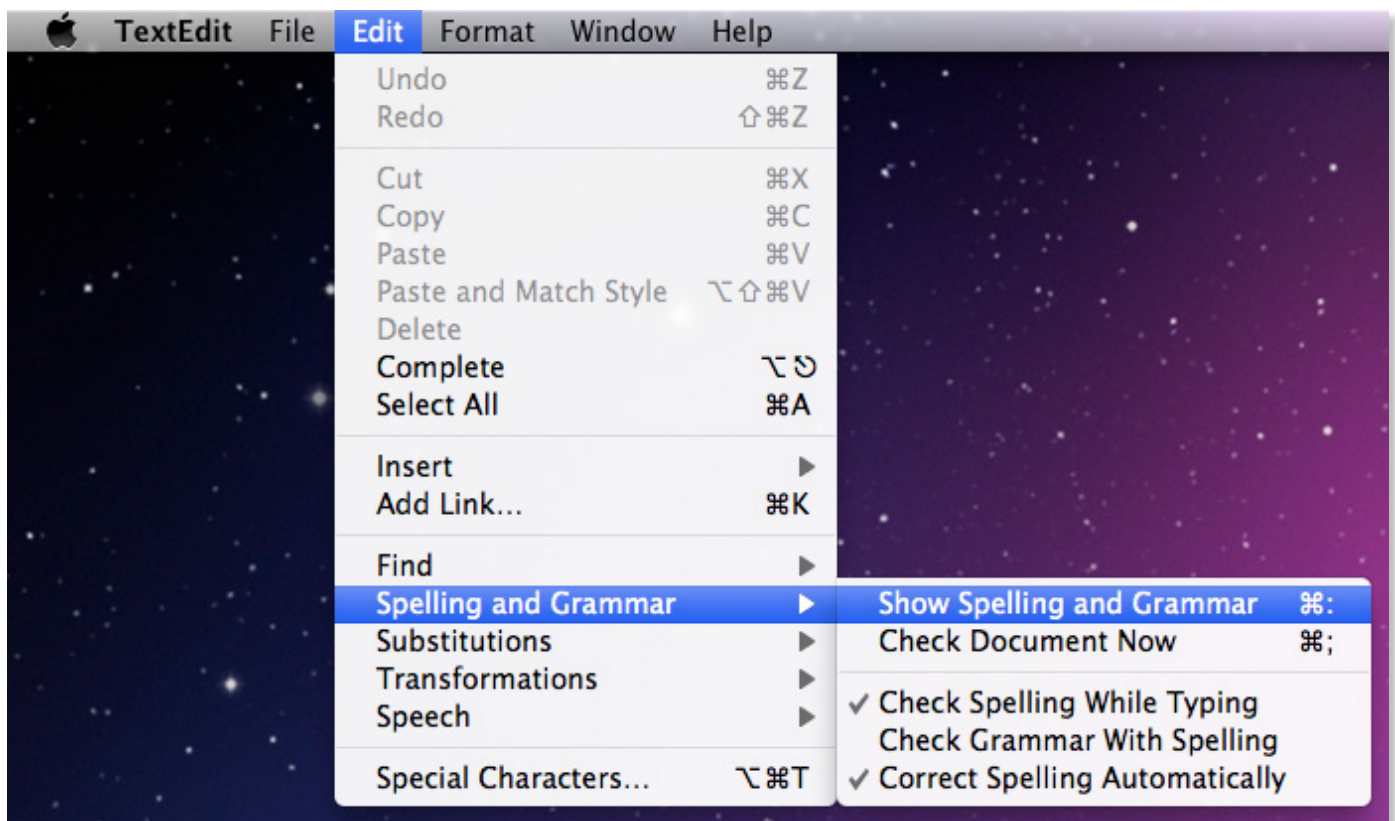 TextEdit File Edit Format Window Help
Undo ⌘Z
Redo ⇧⌘Z
Cut ⌘X
Copy ⌘C
Paste ⌘V
Paste and Match Style ⌥⇧⌘V
Delete
Complete ⌥⎋
Select All ⌘A
Insert
Add Link... ⌘K
Find
Spelling and Grammar
Substitutions
Transformations
Speech
Special Characters... ⌥⌘T
Show Spelling and Grammar ⌘:
Check Document Now ⌘;
✓ Check Spelling While Typing
Check Grammar With Spelling
✓ Correct Spelling Automatically